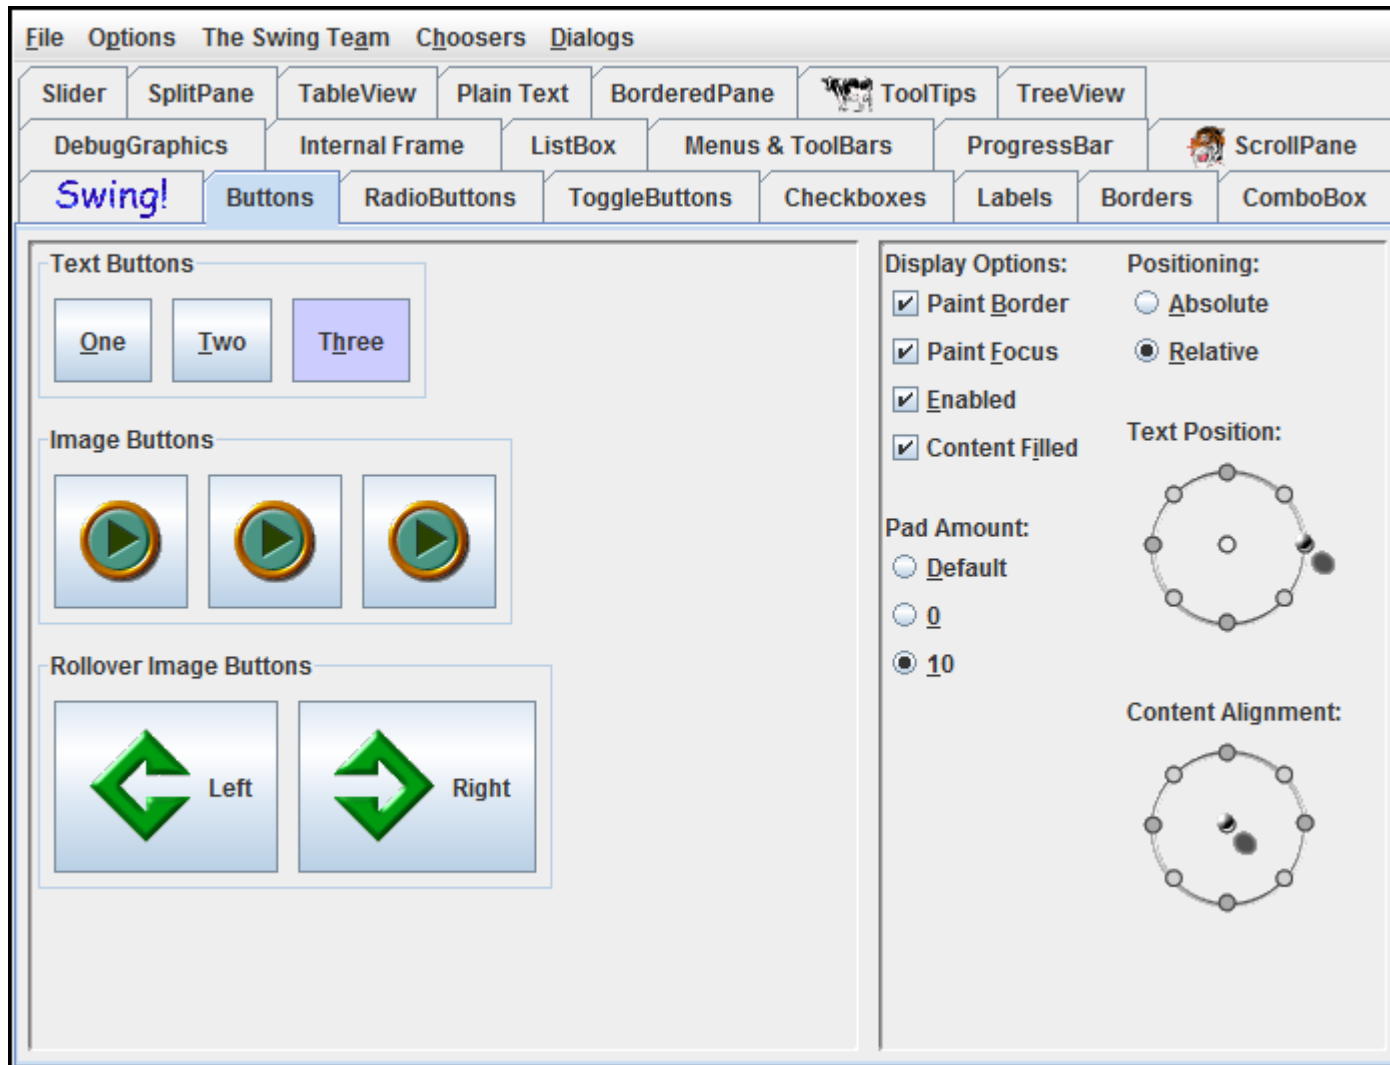 File Options The Swing Team Choosers Dialogs
Slider SplitPane TableView Plain Text BorderedPane ToolTips TreeView
DebugGraphics Internal Frame ListBox Menus & ToolBars ProgressBar ScrollPane
Swing! Buttons RadioButtons ToggleButtons Checkboxes Labels Borders ComboBox
Text Buttons
One Two Three
Image Buttons
Rollover Image Buttons
Left Right
Display Options:
Paint Border
Paint Focus
Enabled
Content Filled
Pad Amount:
Default
0
10
Positioning:
Absolute
Relative
Text Position:
Content Alignment: